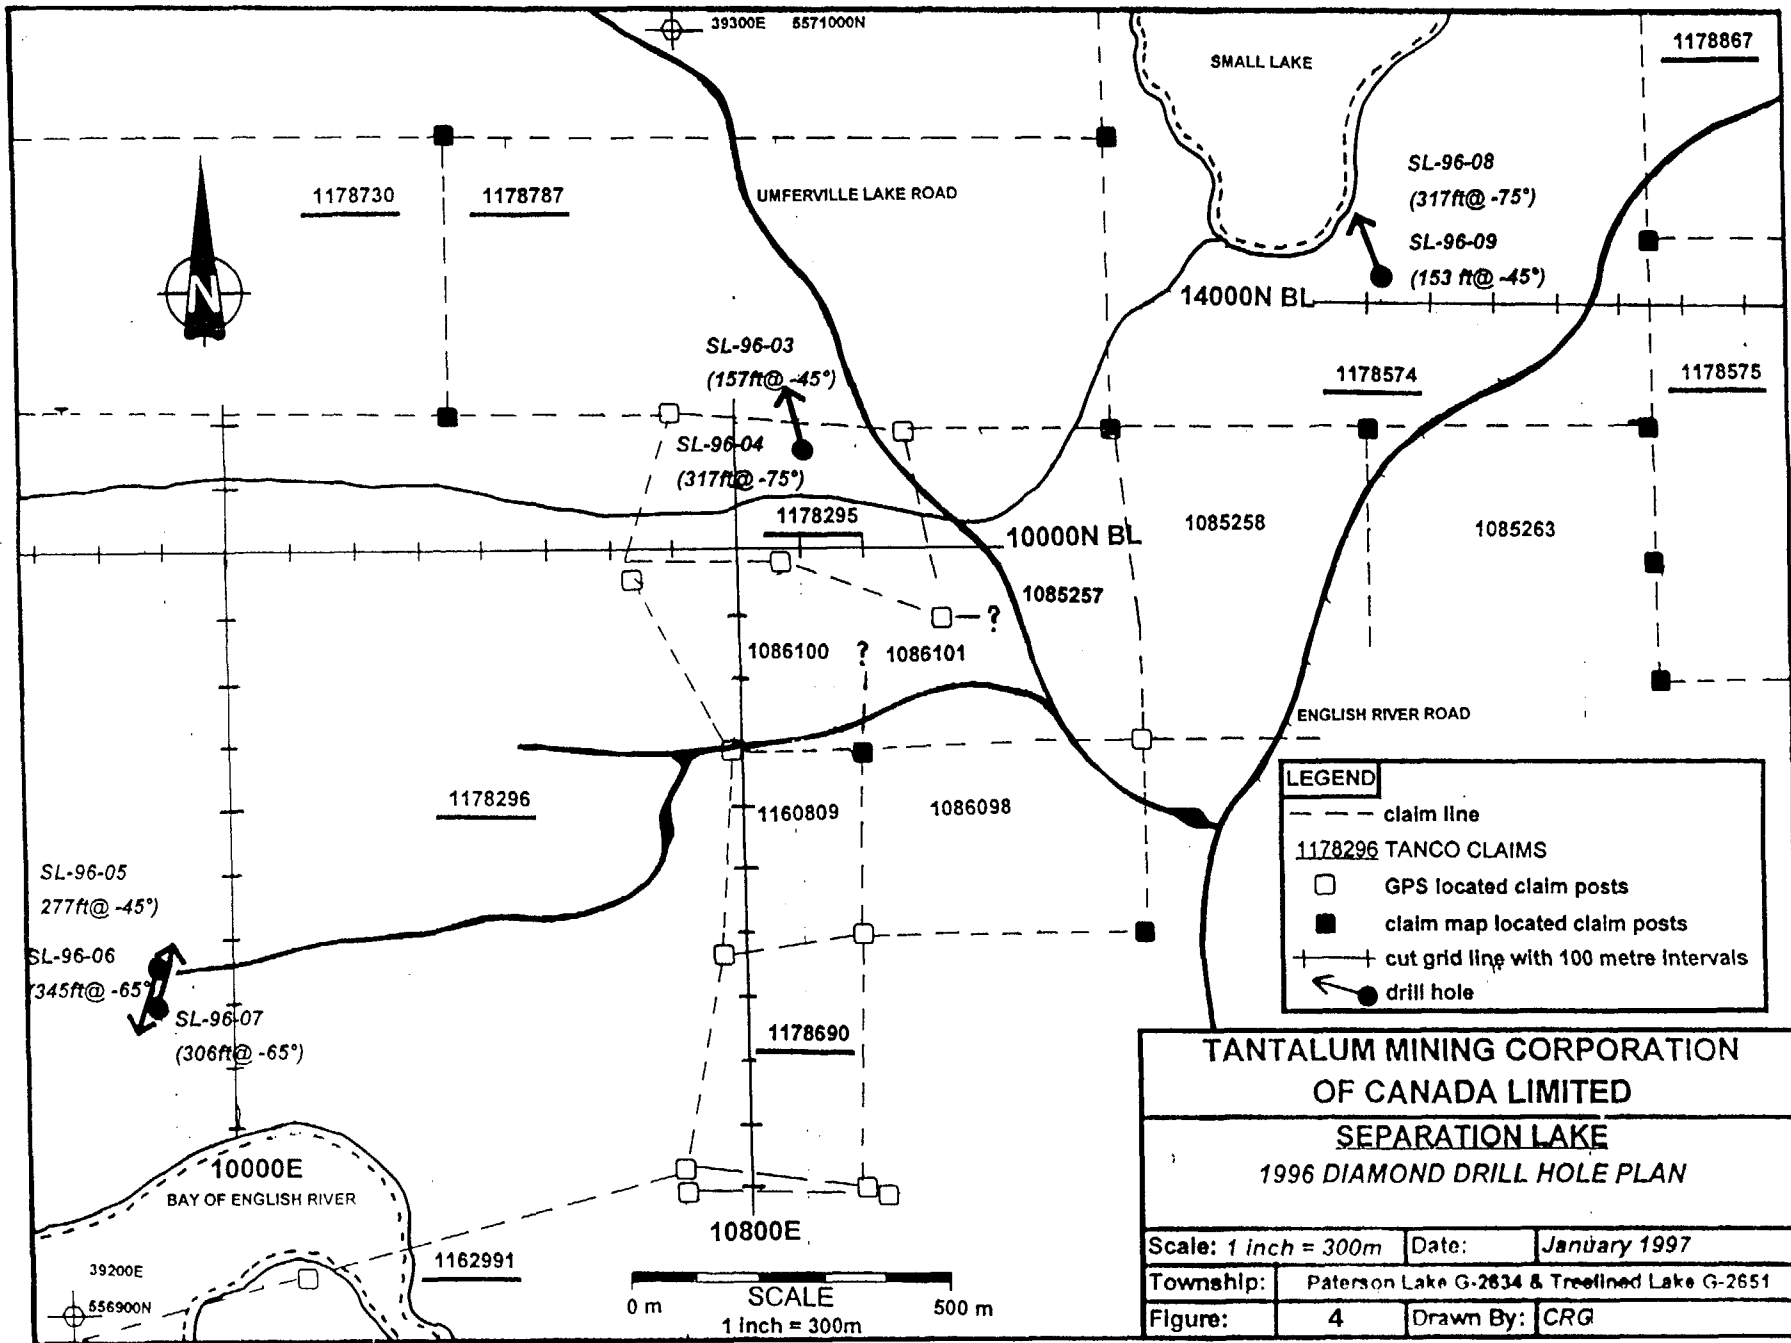 39300E 5571000N
SMALL LAKE
1178867
1178730
1178787
UMFERVILLE LAKE ROAD
SL-96-08
(317ft@ -75°)
SL-96-09
(153 ft@ -45°)
N
14000N BL
SL-96-03
(157ft@ -45°)
1178574
1178575
SL-96-04
(317ft@ -75°)
1178295
10000N BL
1085258
1085263
1085257
?
1086100
?
1086101
ENGLISH RIVER ROAD
1178296
1160809
1086098
LEGEND
claim line
1178296 TANCO CLAIMS
GPS located claim posts
claim map located claim posts
cut grid line with 100 metre intervals
drill hole
SL-96-05
277ft@ -45°)
SL-96-06
(345ft@ -65°
SL-96-07
(306ft@ -65°)
1178690
10000E
BAY OF ENGLISH RIVER
10800E
1162991
39200E
556900N
0 m
SCALE
500 m
1 inch = 300m
TANTALUM MINING CORPORATION
OF CANADA LIMITED
SEPARATION LAKE
1996 DIAMOND DRILL HOLE PLAN
Scale: 1 inch = 300m Date: January 1997
Township: Paterson Lake G-2634 & Treelined Lake G-2651
Figure: 4 Drawn By: CRG